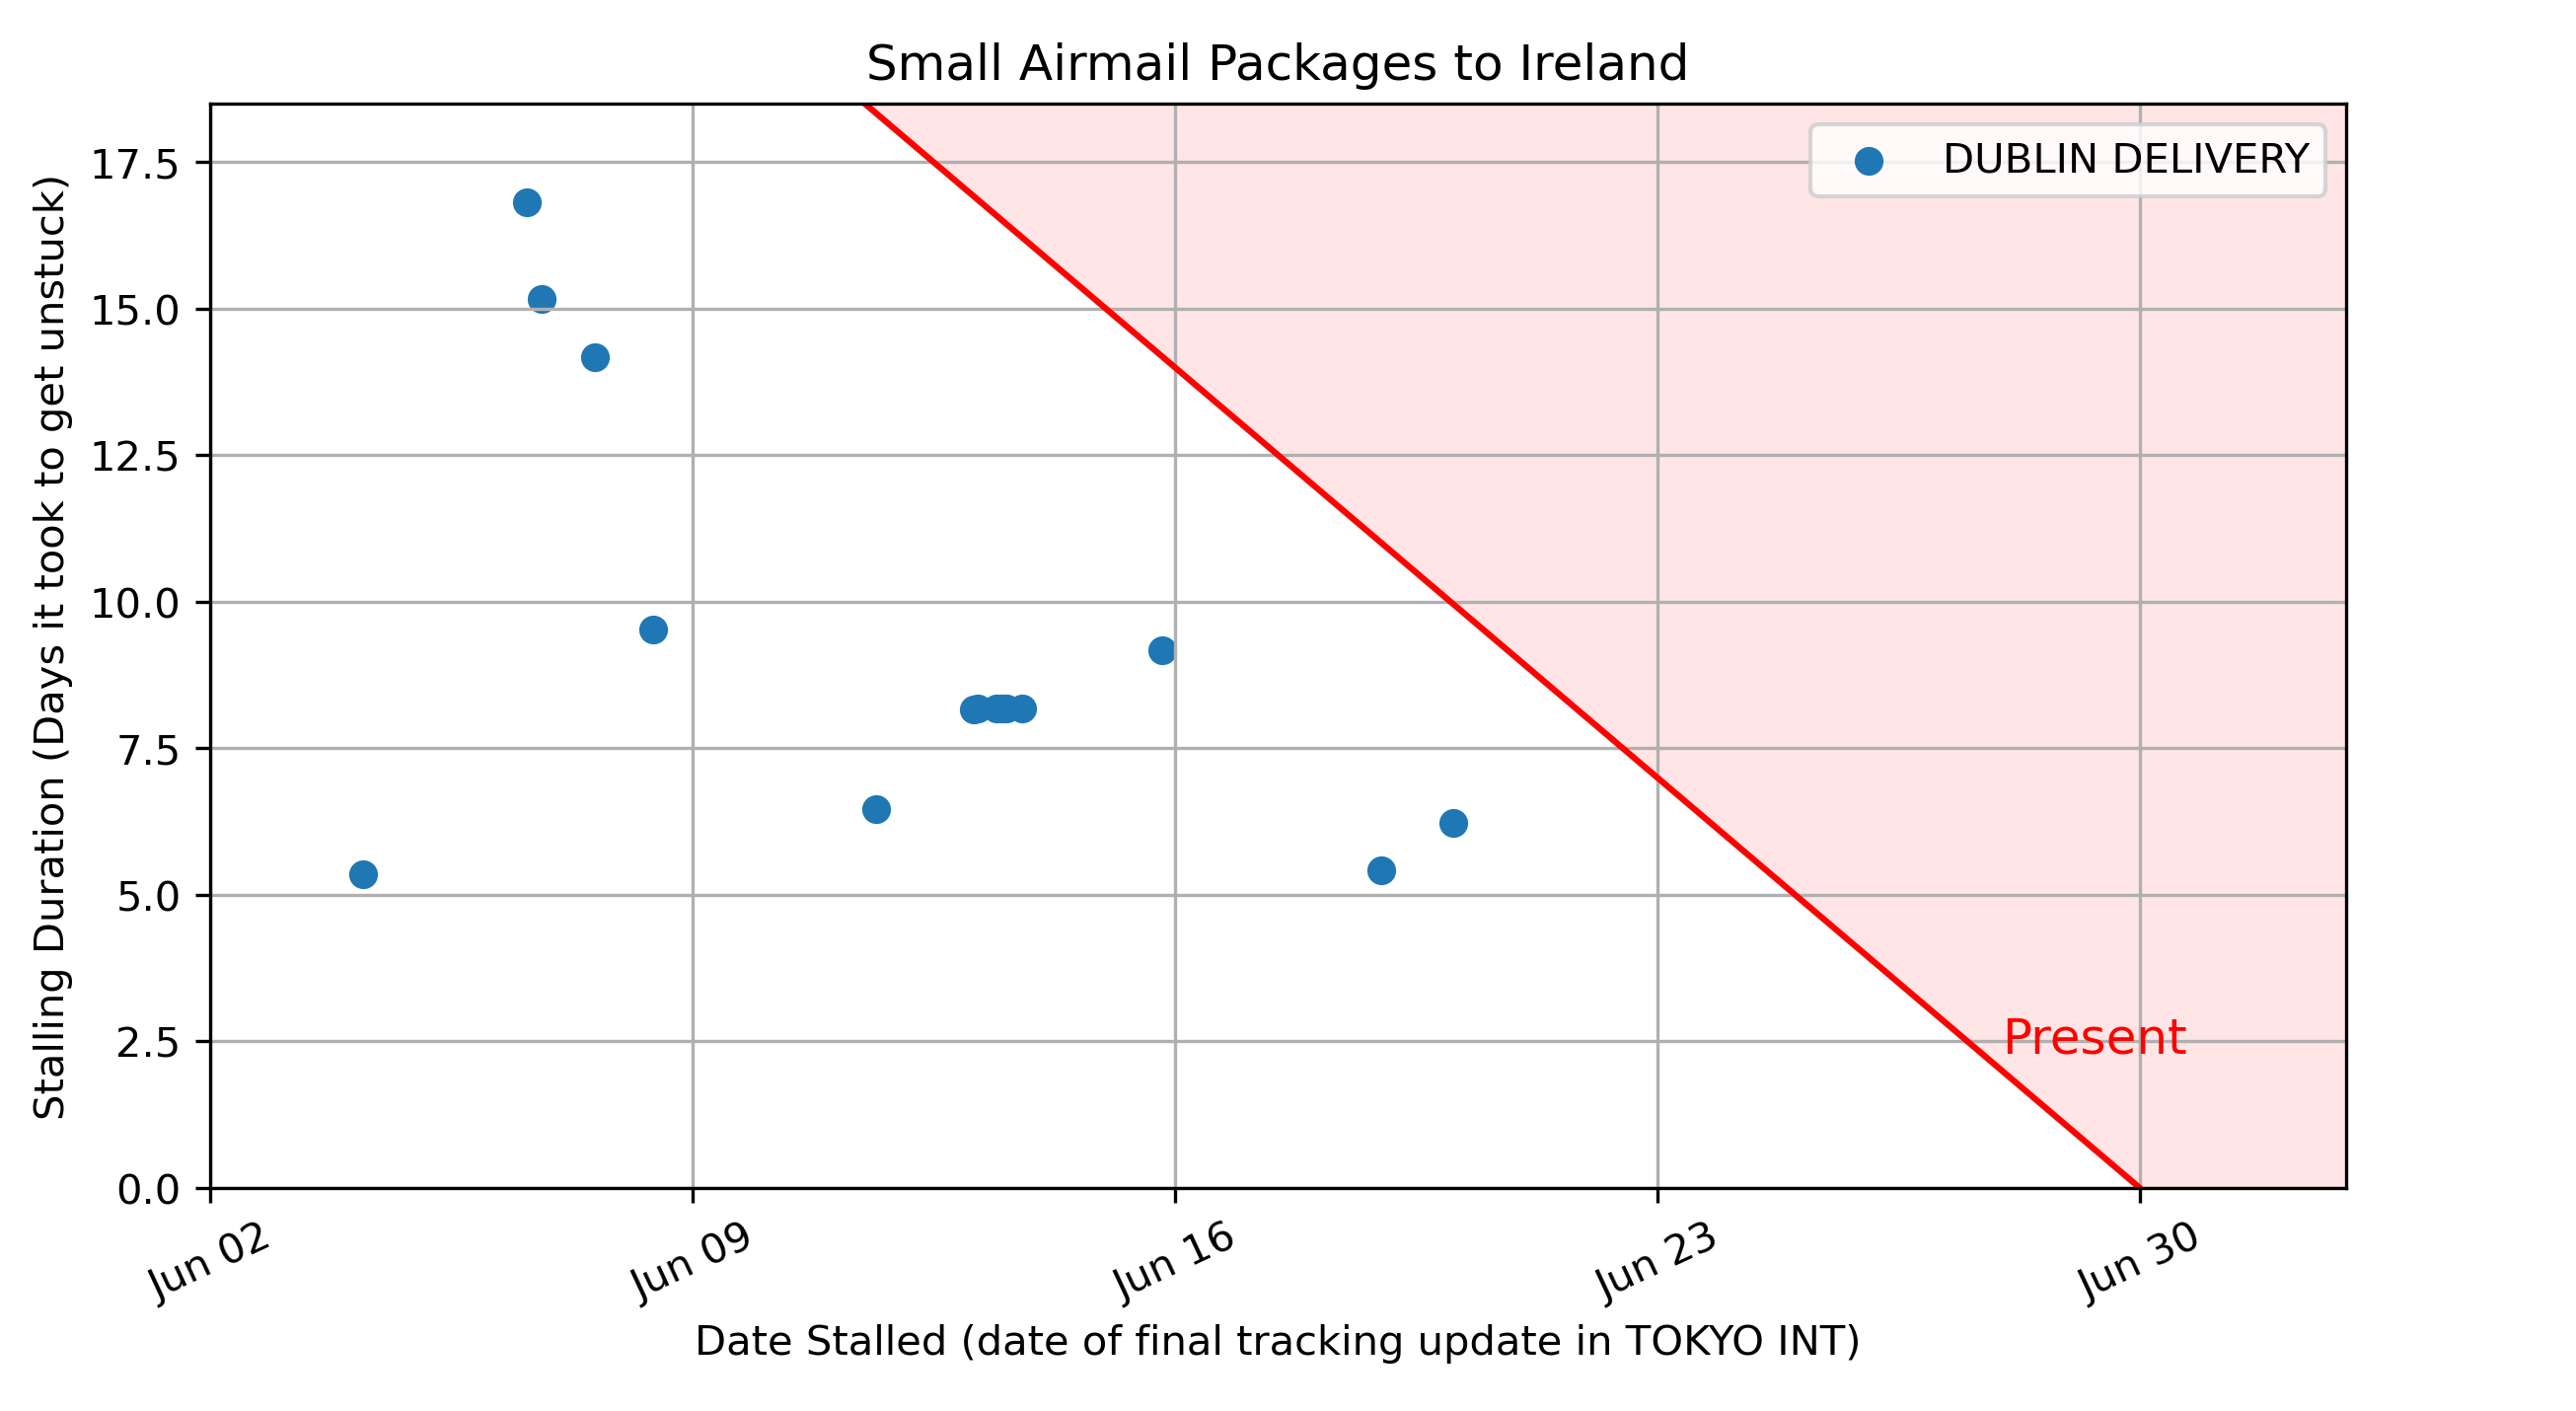 Small Airmail Packages to Ireland
DUBLIN DELIVERY
Stalling Duration (Days it took to get unstuck)
17.5
15.0
12.5
10.0
7.5
5.0
2.5
0.0
Present
Jun 02
Jun 09
Jun 16
Jun 23
Jun 30
Date Stalled (date of final tracking update in TOKYO INT)